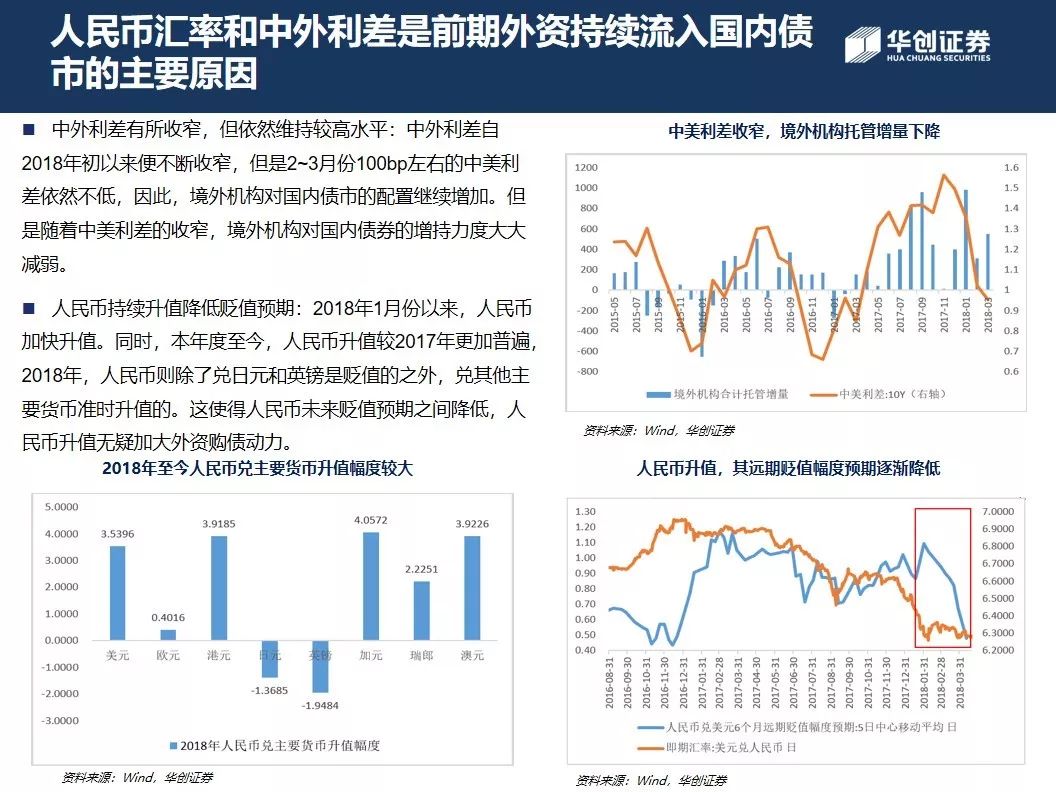 人民币汇率和中外利差是前期外资持续流入国内债
市的主要原因
华创证券
HUA CHUANG SECURITIES
■ 中外利差有所收窄，但依然维持较高水平：中外利差自
2018年初以来便不断收窄，但是2~3月份100bp左右的中美利
差依然不低，因此，境外机构对国内债市的配置继续增加。但
是随着中美利差的收窄，境外机构对国内债券的增持力度大大
减弱。
■ 人民币持续升值降低贬值预期：2018年1月份以来，人民币
加快升值。同时，本年度至今，人民币升值较2017年更加普遍，
2018年，人民币则除了兑日元和英镑是贬值的之外，兑其他主
要货币准时升值的。这使得人民币未来贬值预期之间降低，人
民币升值无疑加大外资购债动力。
中美利差收窄，境外机构托管增量下降
1200 1.6
1000 1.5
800 1.4
600 1.3
400 1.2
200 1.1
0 1
-200 0.9
-400 0.8
-600 0.7
-800 0.6
2015-05 2015-07 2015-09 2015-11 2016-01 2016-03 2016-05 2016-07 2016-09 2016-11 2017-01 2017-03 2017-05 2017-07 2017-09 2017-11 2018-01 2018-03
境外机构合计托管增量 中美利差:10Y（右轴）
资料来源：Wind，华创证券
2018年至今人民币兑主要货币升值幅度较大
5.0000
4.0000
3.0000
2.0000
1.0000
0.0000
-1.0000
-2.0000
-3.0000
3.5396 0.4016 3.9185 -1.3685 -1.9484 4.0572 2.2251 3.9226
美元 欧元 港元 日元 英镑 加元 瑞郎 澳元
2018年人民币兑主要货币升值幅度
资料来源：Wind，华创证券
人民币升值，其远期贬值幅度预期逐渐降低
1.30 7.0000
1.20 6.9000
1.10 6.8000
1.00 6.7000
0.90 6.6000
0.80 6.5000
0.70 6.4000
0.60 6.3000
0.50 6.2000
0.40
2016-08-31 2016-09-30 2016-10-31 2016-11-30 2016-12-31 2017-01-31 2017-02-28 2017-03-31 2017-04-30 2017-05-31 2017-06-30 2017-07-31 2017-08-31 2017-09-30 2017-10-31 2017-11-30 2017-12-31 2018-01-31 2018-02-28 2018-03-31
人民币兑美元6个月远期贬值幅度预期:5日中心移动平均 日
即期汇率:美元兑人民币 日
资料来源：Wind，华创证券